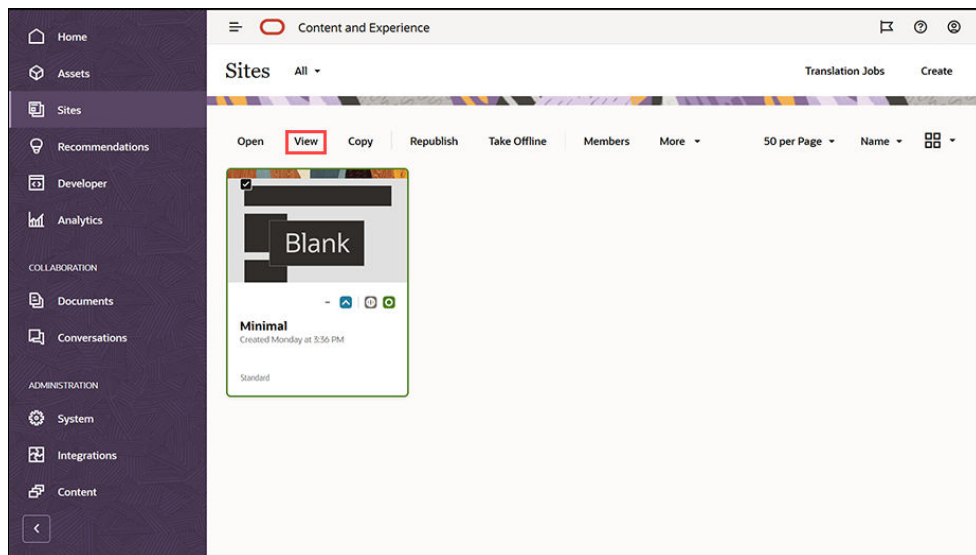 Home
Assets
Sites
Recommendations
Developer
Analytics
COLLABORATION
Documents
Conversations
ADMINISTRATION
System
Integrations
Content
Content and Experience
Sites All
Translation Jobs Create
Open View Copy Republish Take Offline Members More 50 per Page Name
Blank
Minimal
Created Monday at 3:36 PM
Standard